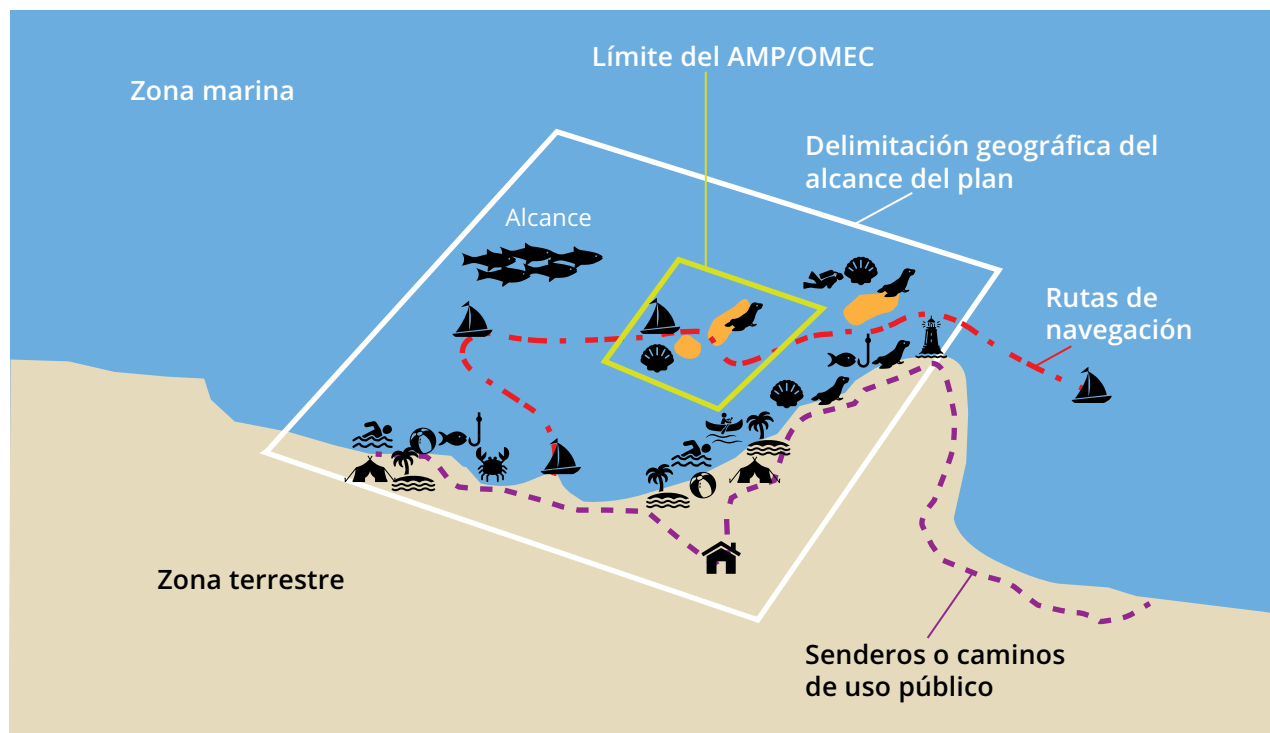 Límite del AMP/OMEC
Zona marina
Delimitación geográfica del
alcance del plan
Alcance
Rutas de
navegación
Zona terrestre
Senderos o caminos
de uso público